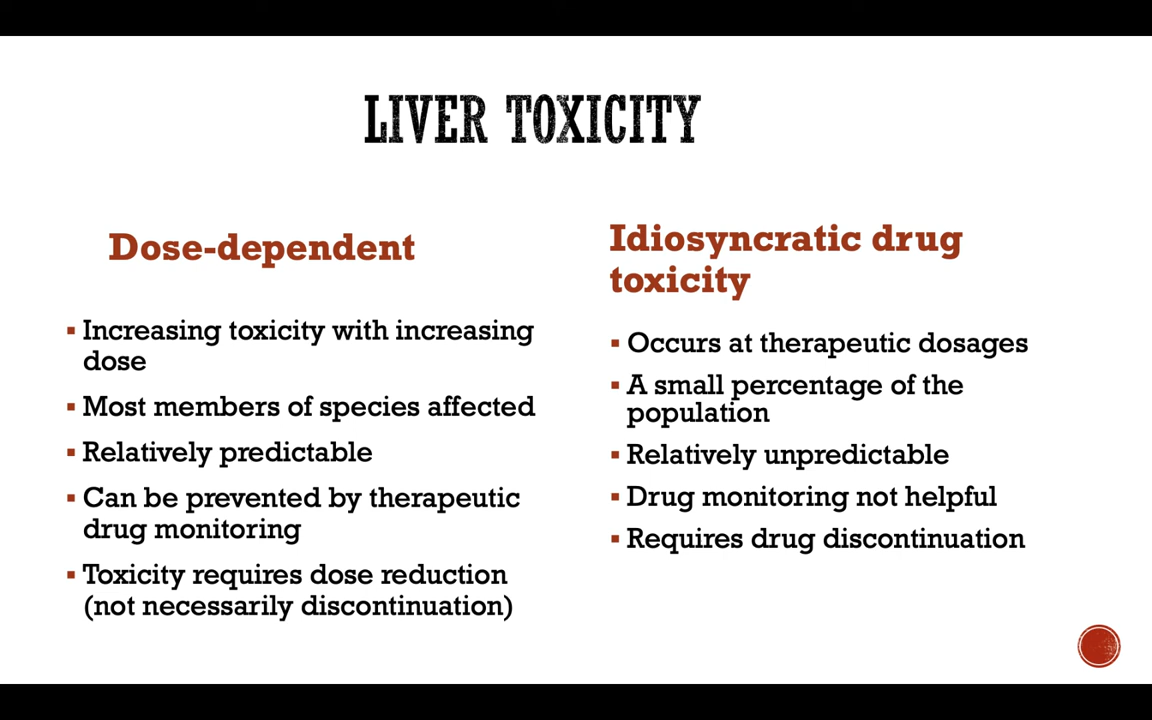 LIVER TOXICITY
Dose-dependent
▪ Increasing toxicity with increasing
dose
▪ Most members of species affected
▪ Relatively predictable
▪ Can be prevented by therapeutic
drug monitoring
▪ Toxicity requires dose reduction
(not necessarily discontinuation)
Idiosyncratic drug
toxicity
▪ Occurs at therapeutic dosages
▪ A small percentage of the
population
▪ Relatively unpredictable
▪ Drug monitoring not helpful
▪ Requires drug discontinuation